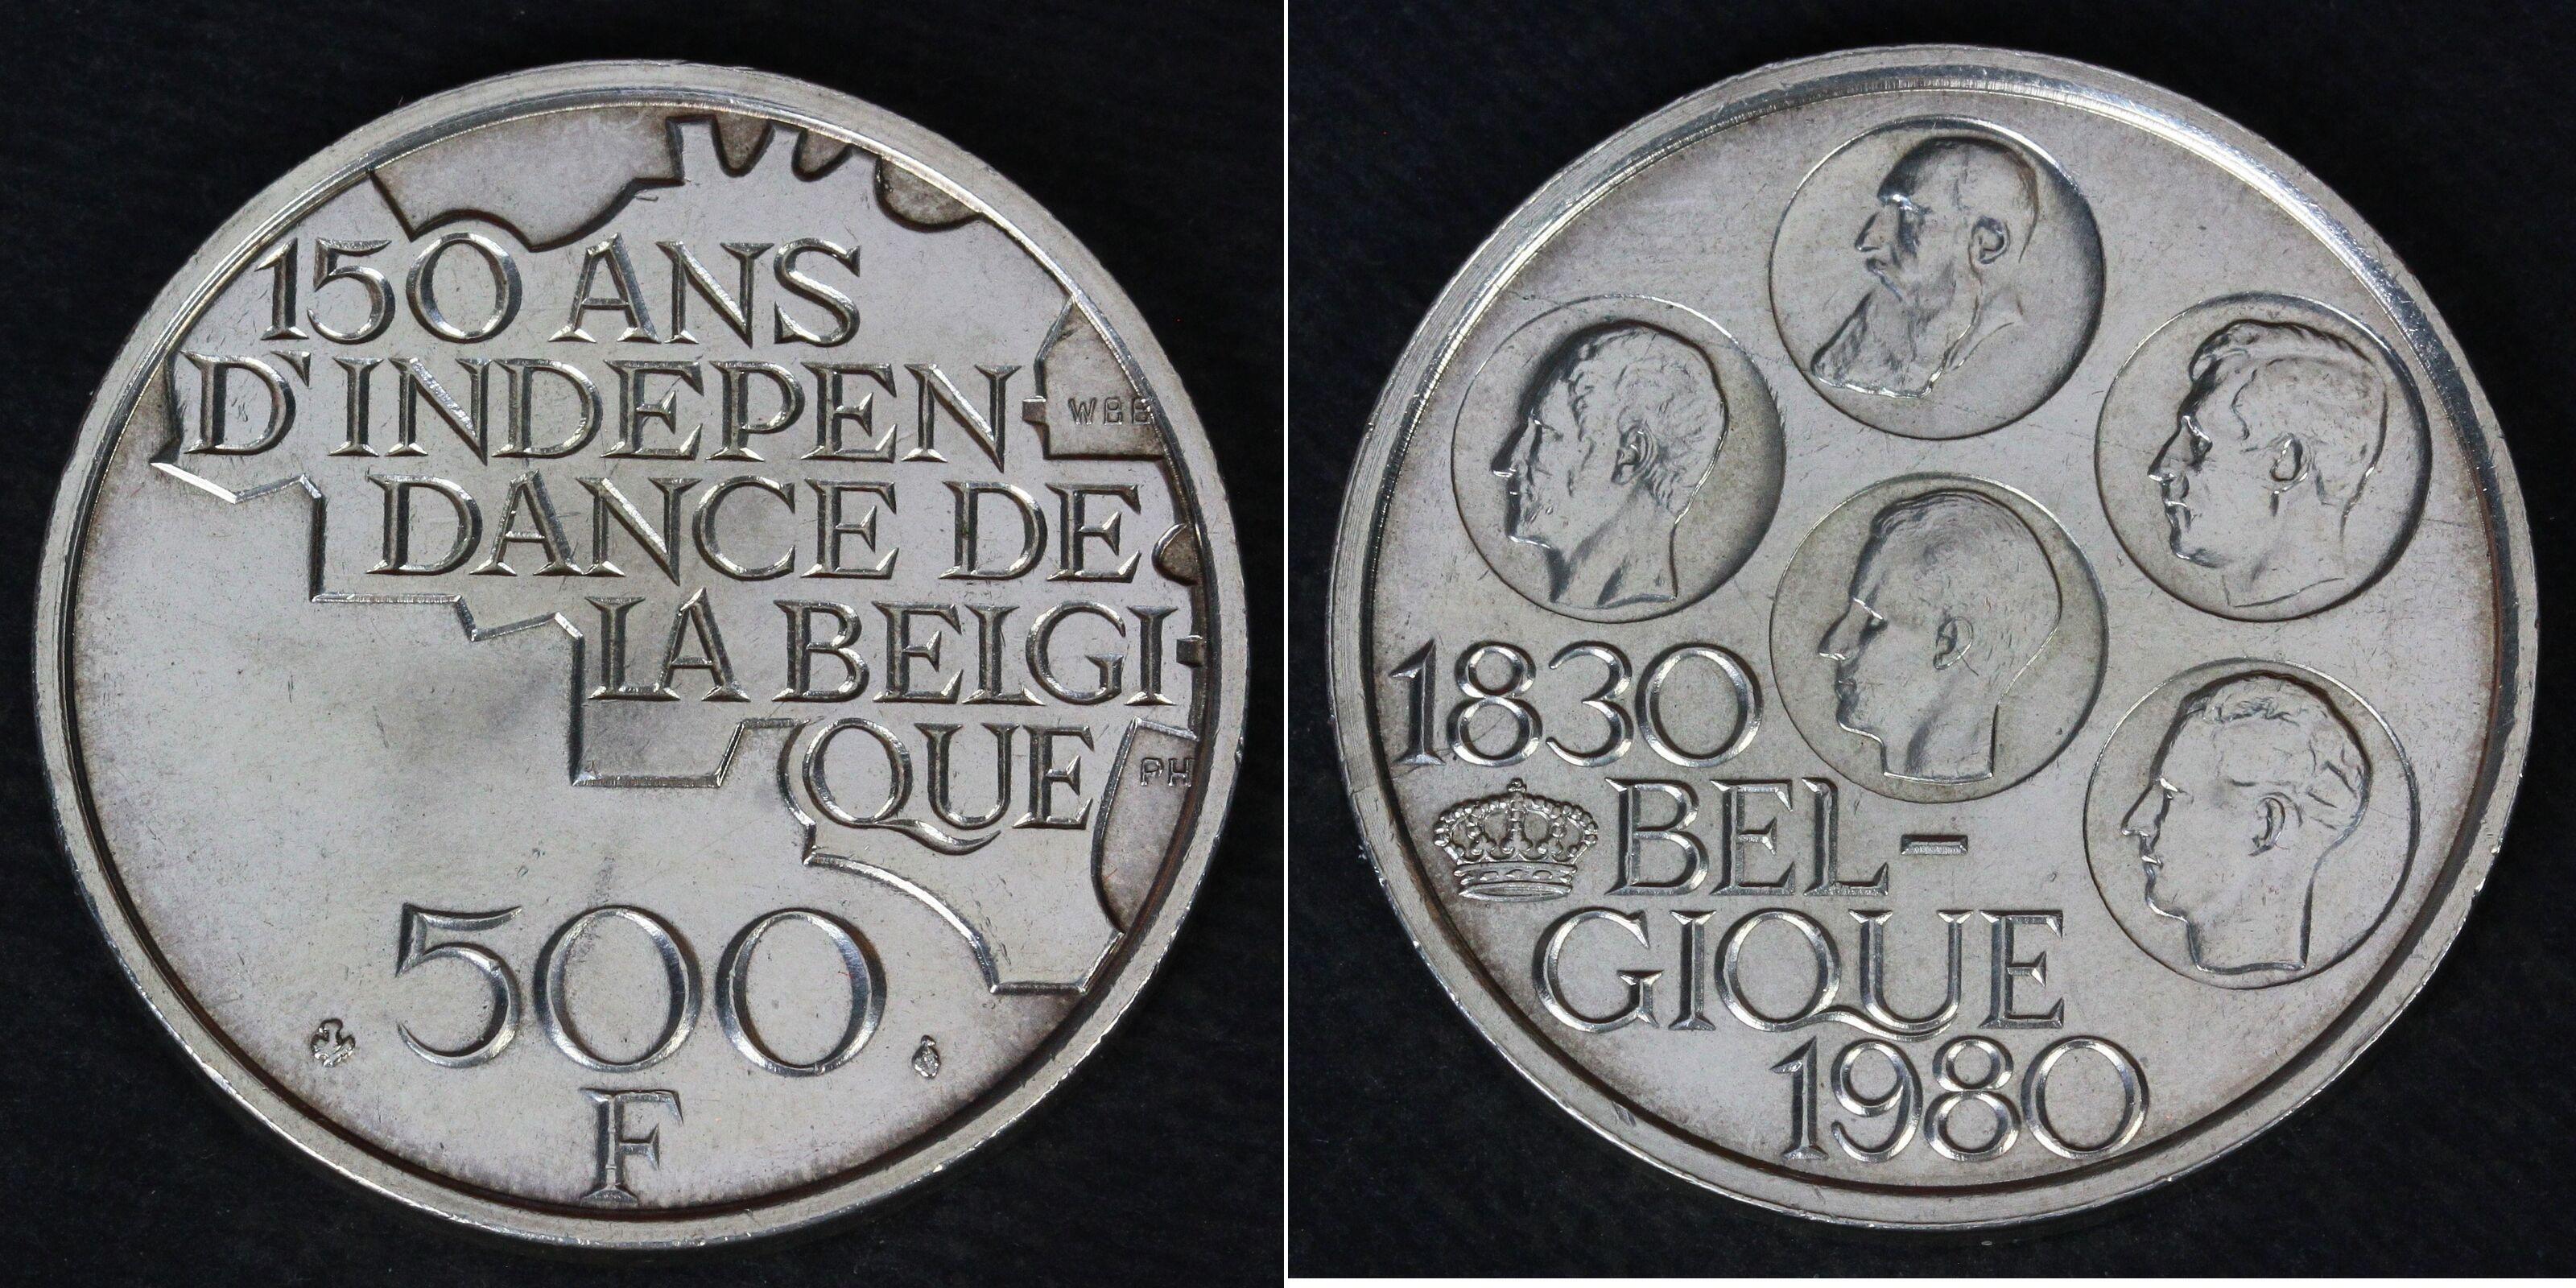 150 ANS
D'INDEPEN
WBB
DANCE DE
LA BELGI
QUE
PH
500
F
1830
BEL-
GIQUE
1980